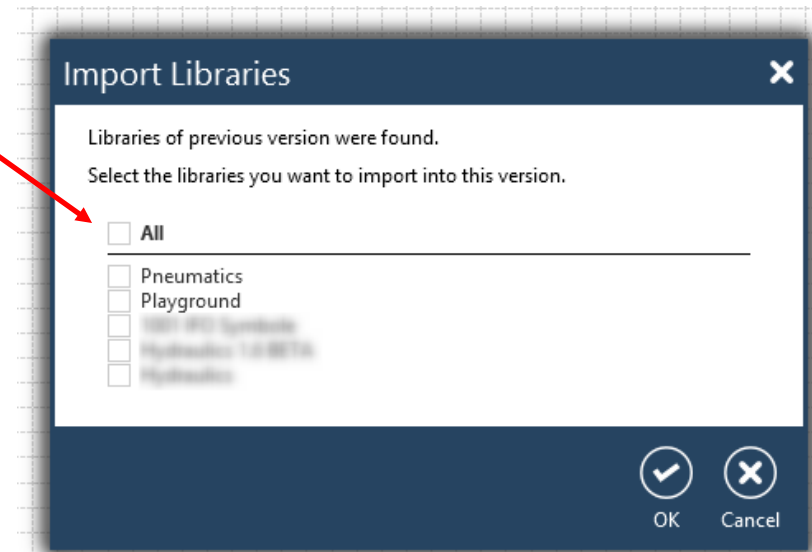 Import Libraries
Libraries of previous version were found.
Select the libraries you want to import into this version.
All
Pneumatics
Playground
OK Cancel